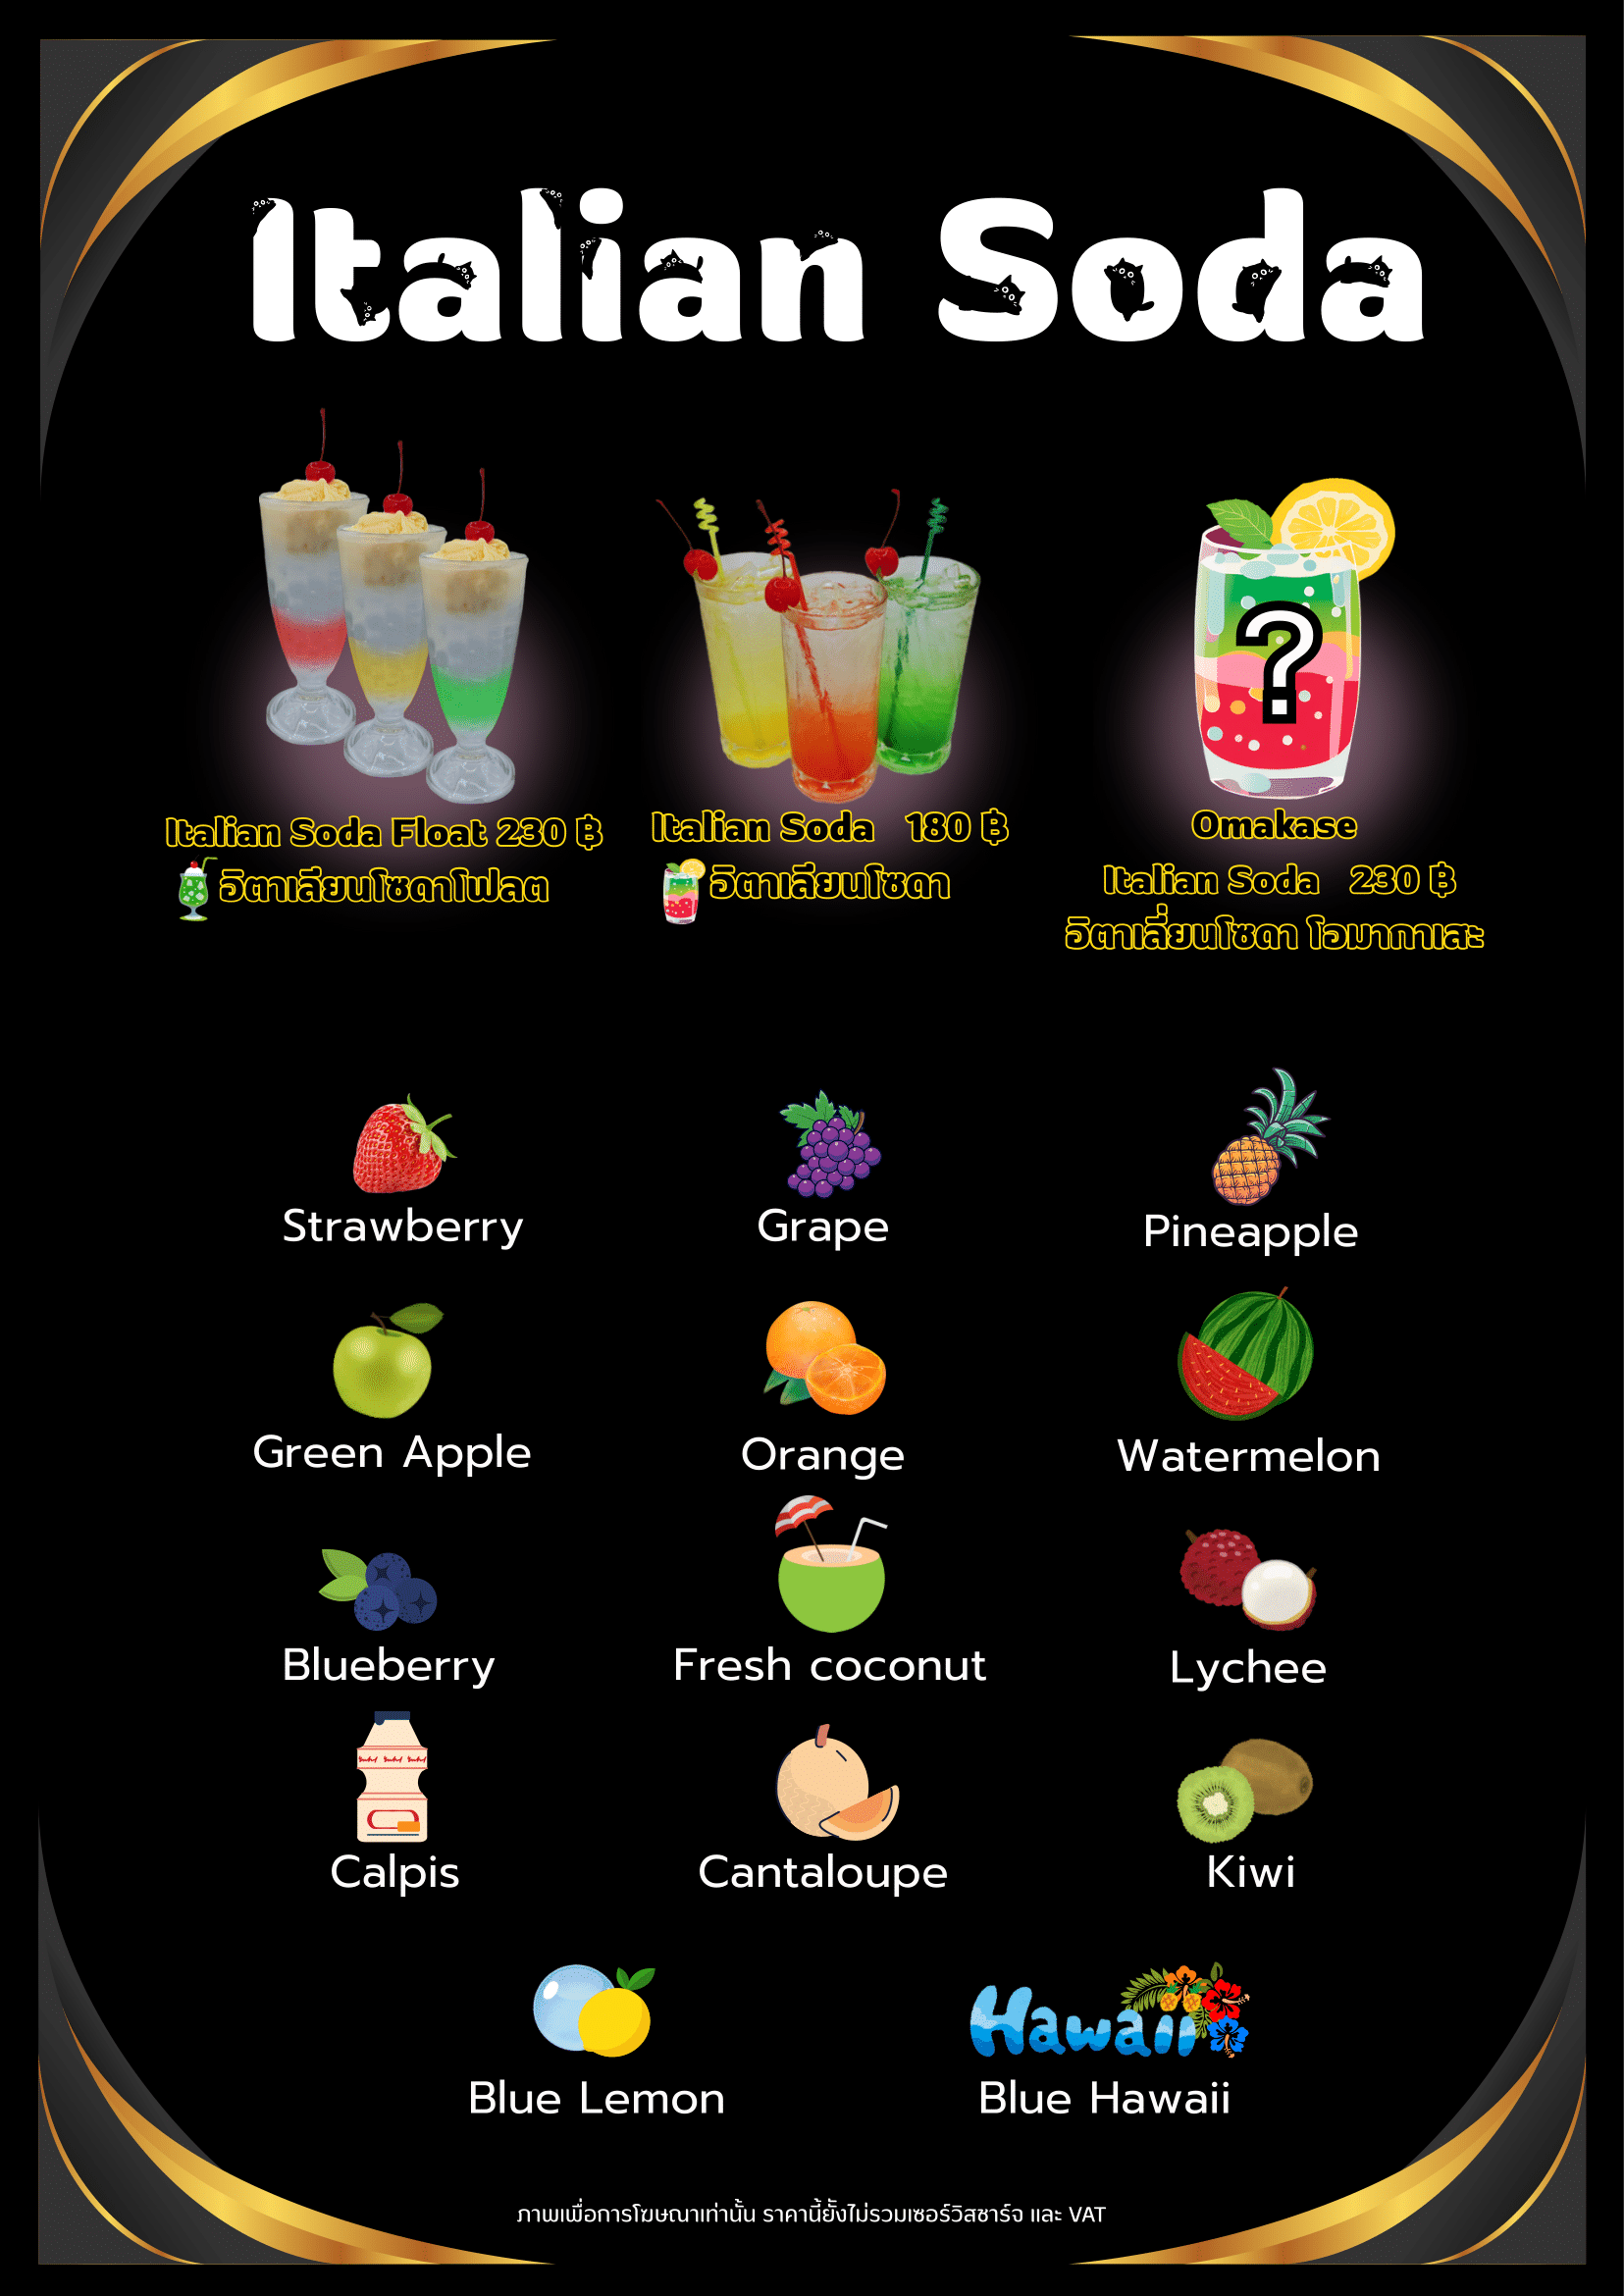 Italian Soda
Italian Soda Float 230 ฿
อิตาเลียนโซดาโฟลต
Italian Soda 180 ฿
อิตาเลียนโซดา
?
Omakase
Italian Soda 230 ฿
อิตาเลี่ยนโซดา โอมากาเสะ
Strawberry
Grape
Pineapple
Green Apple
Orange
Watermelon
Blueberry
Fresh coconut
Lychee
Calpis
Cantaloupe
Kiwi
Hawaii
Blue Lemon
Blue Hawaii
ภาพเพื่อการโฆษณาเท่านั้น ราคานี้ยังไม่รวมเซอร์วิสชาร์จ และ VAT